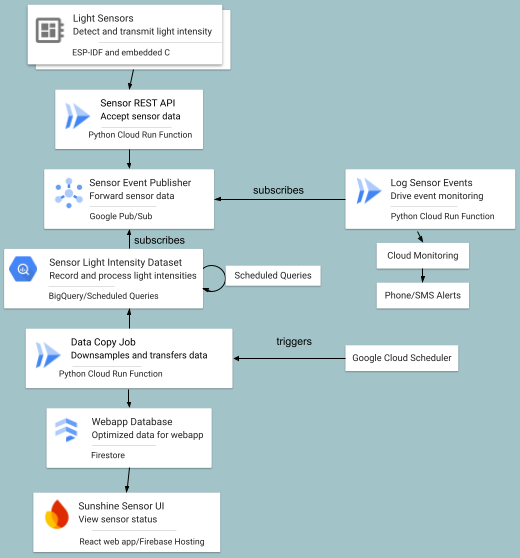 Light Sensors
Detect and transmit light intensity
ESP-IDF and embedded C
Sensor REST API
Accept sensor data
Python Cloud Run Function
Sensor Event Publisher
Forward sensor data
Google Pub/Sub
subscribes
Log Sensor Events
Drive event monitoring
Python Cloud Run Function
subscribes
Cloud Monitoring
Sensor Light Intensity Dataset
Record and process light intensities
BigQuery/Scheduled Queries
Scheduled Queries
Phone/SMS Alerts
Data Copy Job
Downsamples and transfers data
Python Cloud Run Function
triggers
Google Cloud Scheduler
Webapp Database
Optimized data for webapp
Firestore
Sunshine Sensor UI
View sensor status
React web app/Firebase Hosting